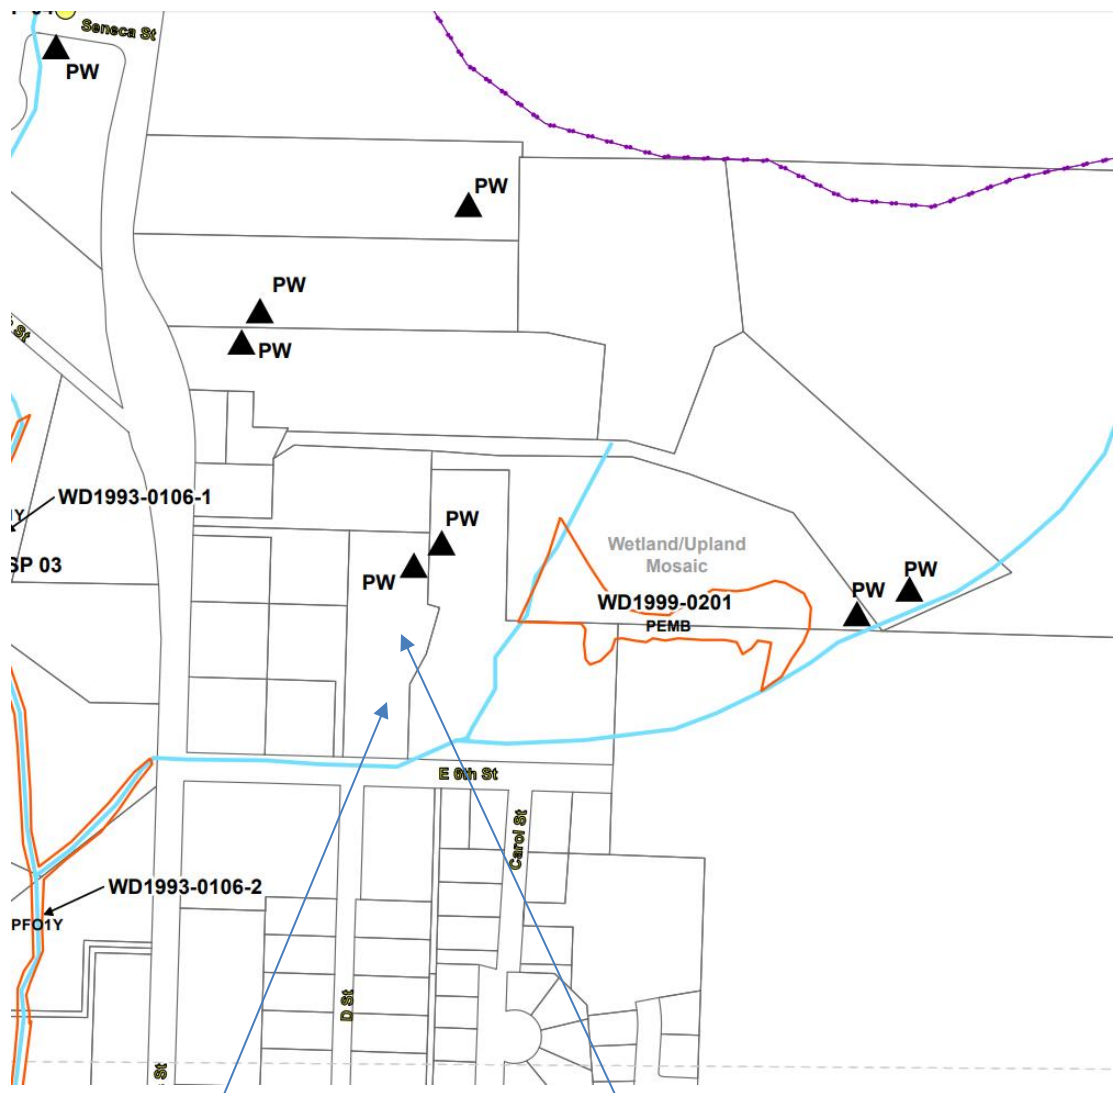 Seneca St
PW
PW
PW
PW
St
WD1993-0106-1
PW
Wetland/Upland
Mosaic
SP 03
PW
PW
PW
WD1999-0201
PEMB
E 6th St
Carol St
WD1993-0106-2
PFO1Y
D St
St